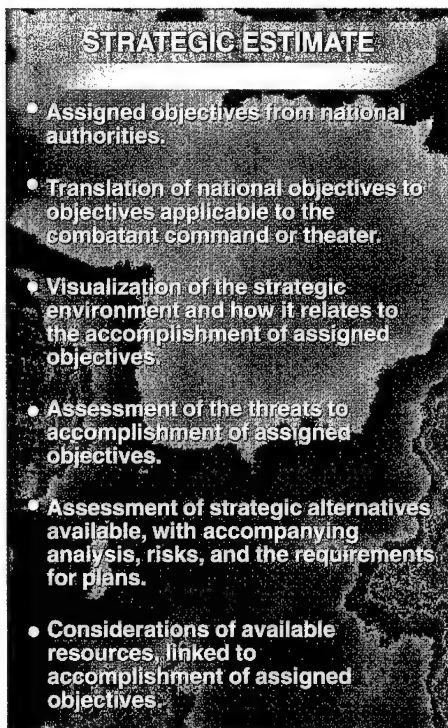 STRATEGIC ESTIMATE
• Assigned objectives from national
authorities.
• Translation of national objectives to
objectives applicable to the
combatant command or theater.
• Visualization of the strategic
environment and how it relates to
the accomplishment of assigned
objectives.
• Assessment of the threats to
accomplishment of assigned
objectives.
• Assessment of strategic alternatives
available, with accompanying
analysis, risks, and the requirements
for plans.
• Considerations of available
resources, linked to
accomplishment of assigned
objectives.